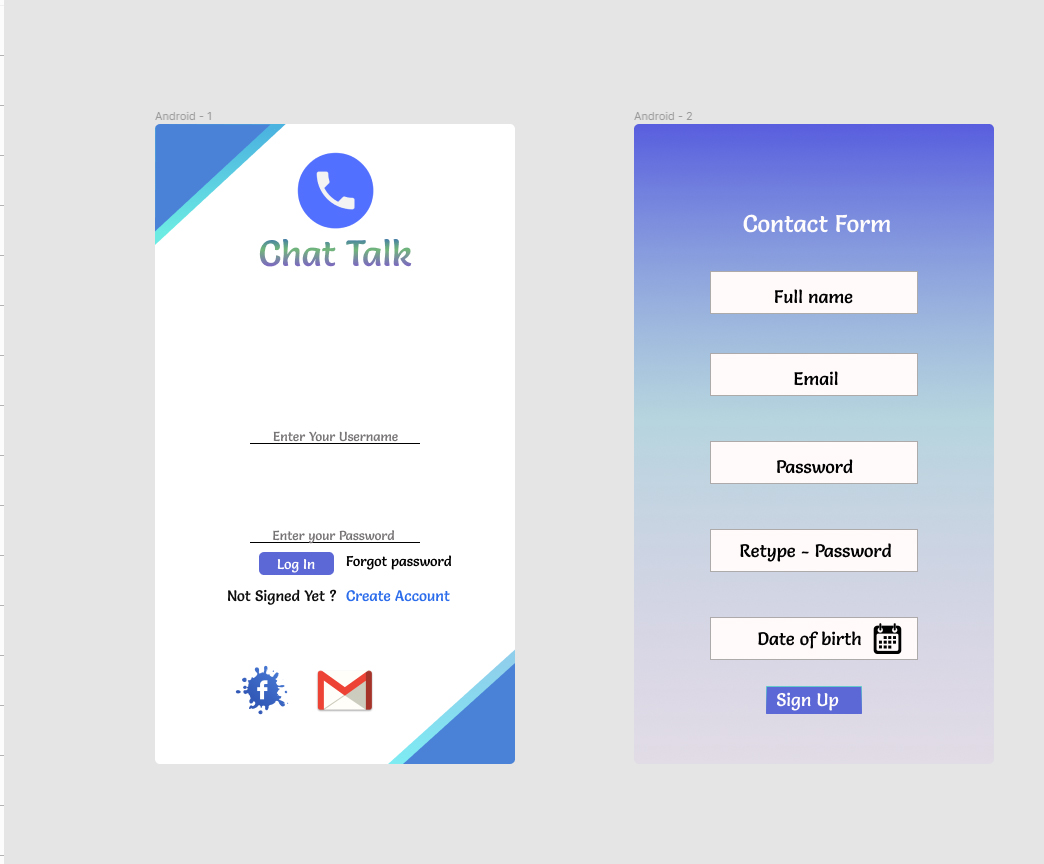 Android - 1
Chat Talk
Enter Your Username
Enter your Password
Log In Forgot password
Not Signed Yet ? Create Account
f
Android - 2
Contact Form
Full name
Email
Password
Retype - Password
Date of birth
Sign Up